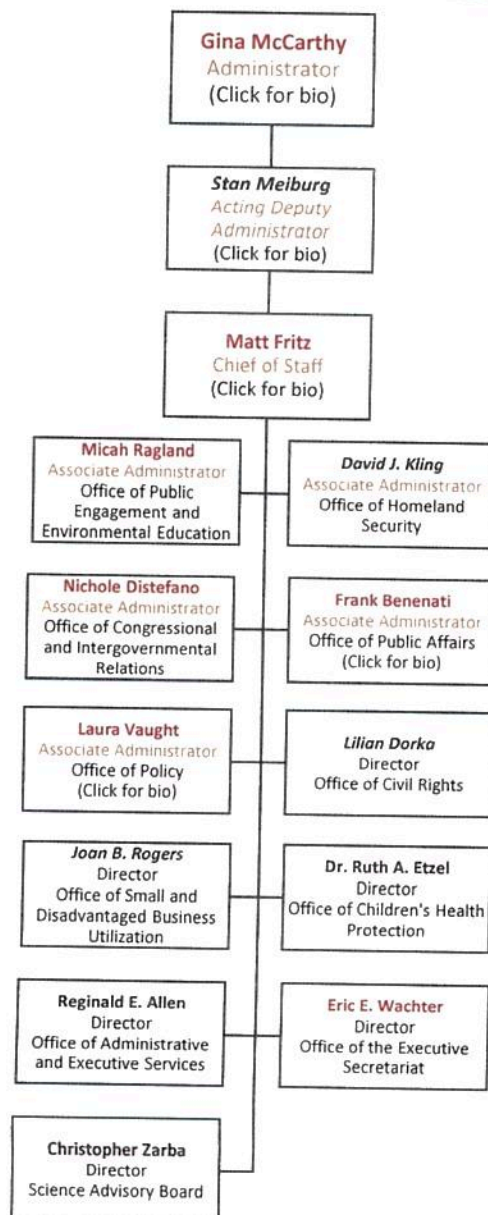 Gina McCarthy
Administrator
(Click for bio)
Stan Meiburg
Acting Deputy
Administrator
(Click for bio)
Matt Fritz
Chief of Staff
(Click for bio)
Micah Ragland
Associate Administrator
Office of Public
Engagement and
Environmental Education
David J. Kling
Associate Administrator
Office of Homeland
Security
Nichole Distefano
Associate Administrator
Office of Congressional
and Intergovernmental
Relations
Frank Benenati
Associate Administrator
Office of Public Affairs
(Click for bio)
Laura Vaught
Associate Administrator
Office of Policy
(Click for bio)
Lilian Dorka
Director
Office of Civil Rights
Joan B. Rogers
Director
Office of Small and
Disadvantaged Business
Utilization
Dr. Ruth A. Etzel
Director
Office of Children's Health
Protection
Reginald E. Allen
Director
Office of Administrative
and Executive Services
Eric E. Wachter
Director
Office of the Executive
Secretariat
Christopher Zarba
Director
Science Advisory Board